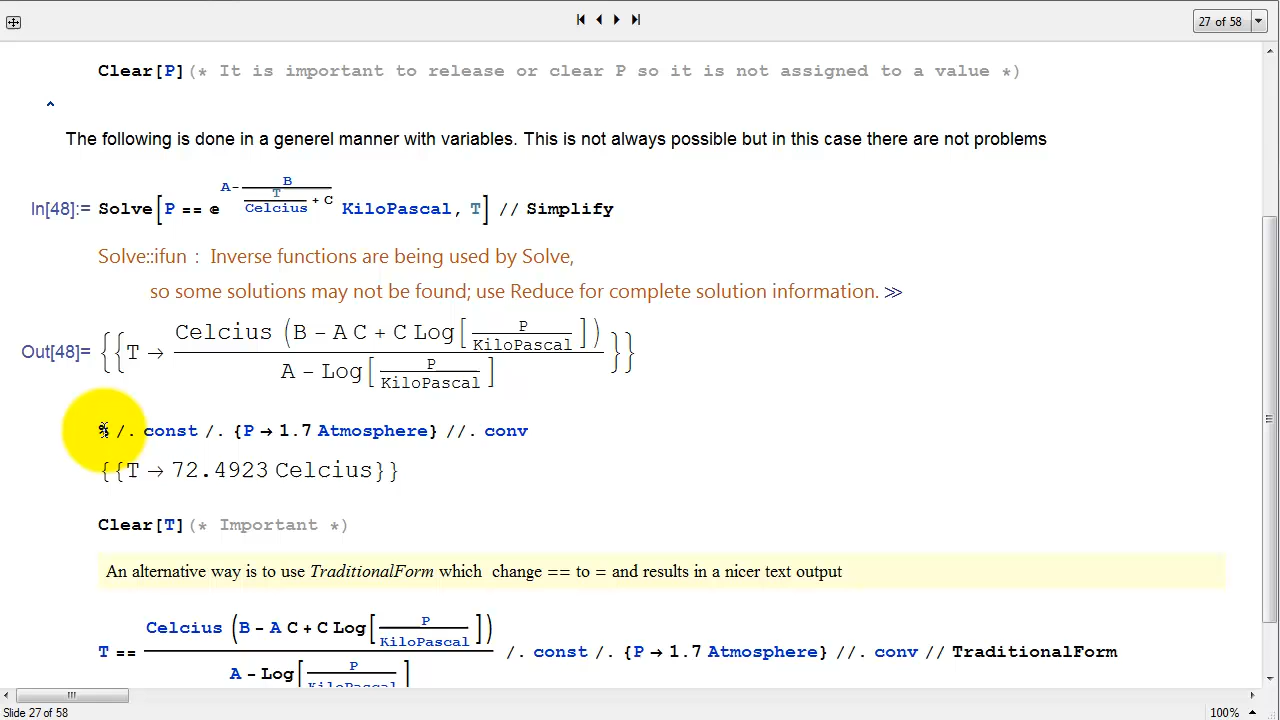 27 of 58
Clear[P](* It is important to release or clear P so it is not assigned to a value *)
The following is done in a generel manner with variables. This is not always possible but in this case there are not problems
In[48]:= Solve[P == e^(A - B/(T/Celcius + C)) KiloPascal, T] // Simplify
Solve::ifun : Inverse functions are being used by Solve,
so some solutions may not be found; use Reduce for complete solution information. ≫
Out[48]= {{T → Celcius (B - A C + C Log[P/KiloPascal]) / (A - Log[P/KiloPascal])}}
% /. const /. {P → 1.7 Atmosphere} //. conv
{{T → 72.4923 Celcius}}
Clear[T](* Important *)
An alternative way is to use TraditionalForm which change == to = and results in a nicer text output
T == Celcius (B - A C + C Log[P/KiloPascal]) / (A - Log[P/KiloPascal]) /. const /. {P → 1.7 Atmosphere} //. conv // TraditionalForm
Slide 27 of 58
100%